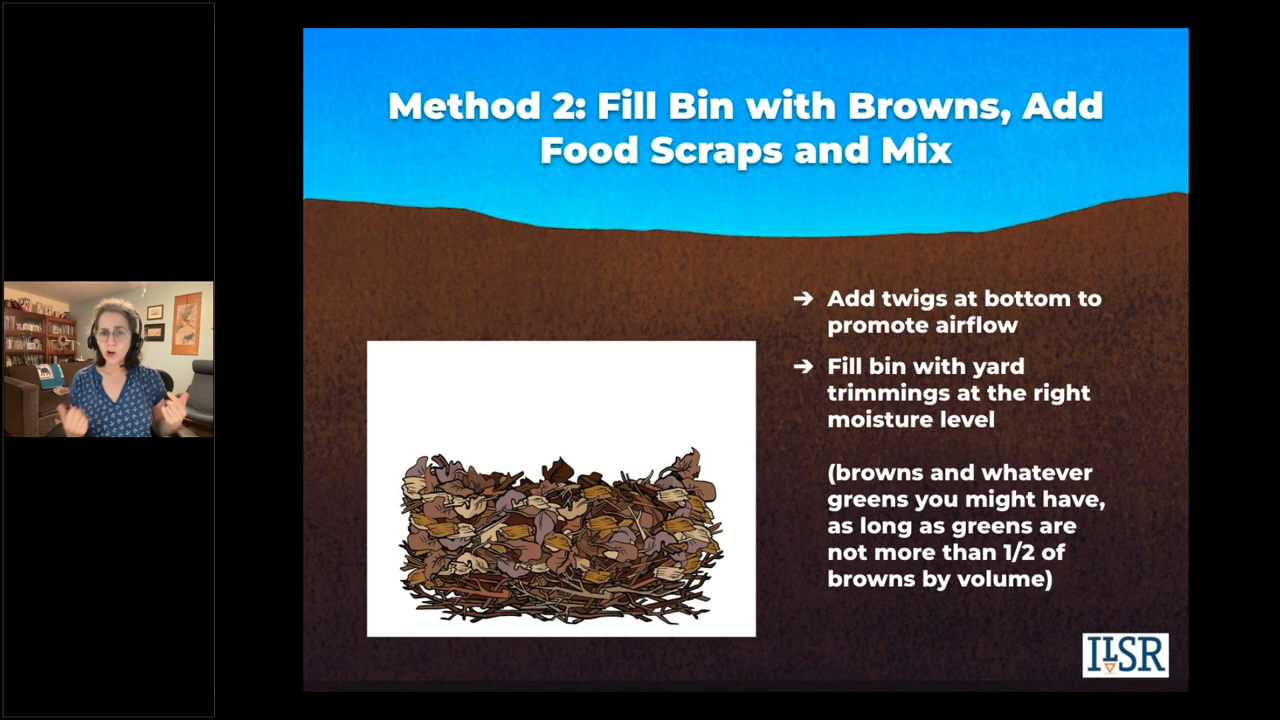 Method 2: Fill Bin with Browns, Add
Food Scraps and Mix
➔ Add twigs at bottom to
promote airflow
➔ Fill bin with yard
trimmings at the right
moisture level
(browns and whatever
greens you might have,
as long as greens are
not more than 1/2 of
browns by volume)
ILSR